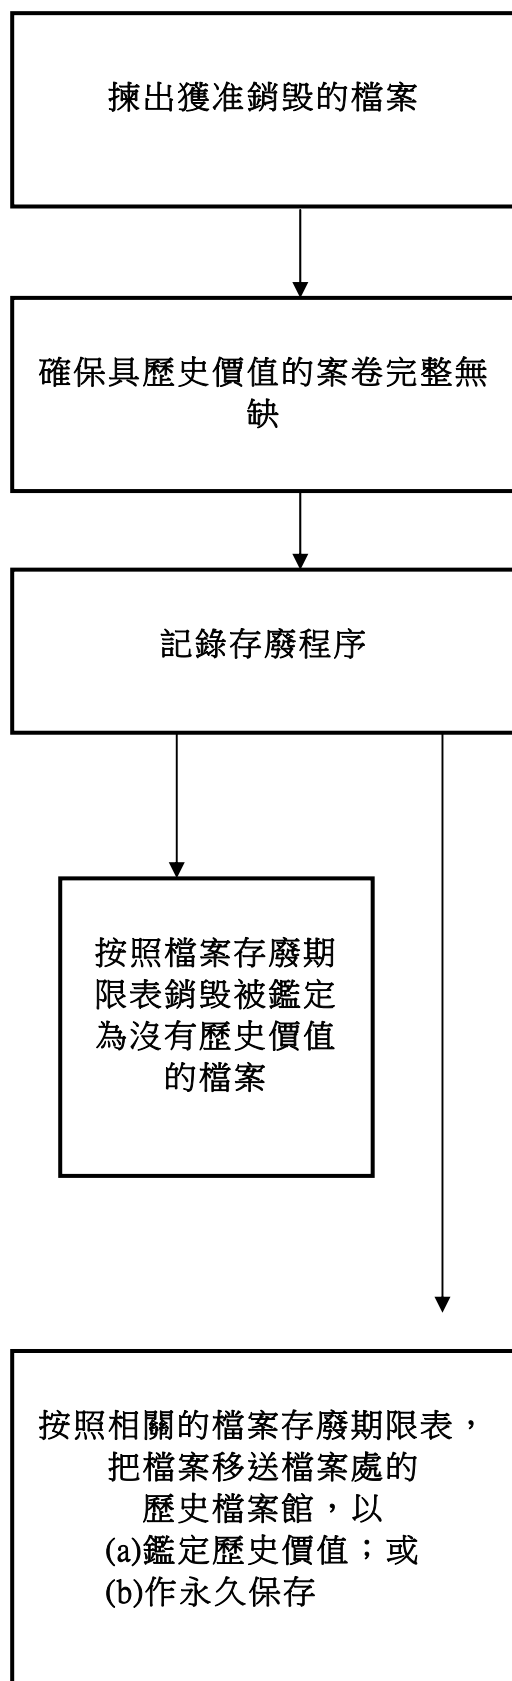 揀出獲准銷毀的檔案
確保具歷史價值的案卷完整無
缺
記錄存廢程序
按照檔案存廢期
限表銷毀被鑑定
為沒有歷史價值
的檔案
按照相關的檔案存廢期限表，
把檔案移送檔案處的
歷史檔案館，以
(a)鑑定歷史價值；或
(b)作永久保存